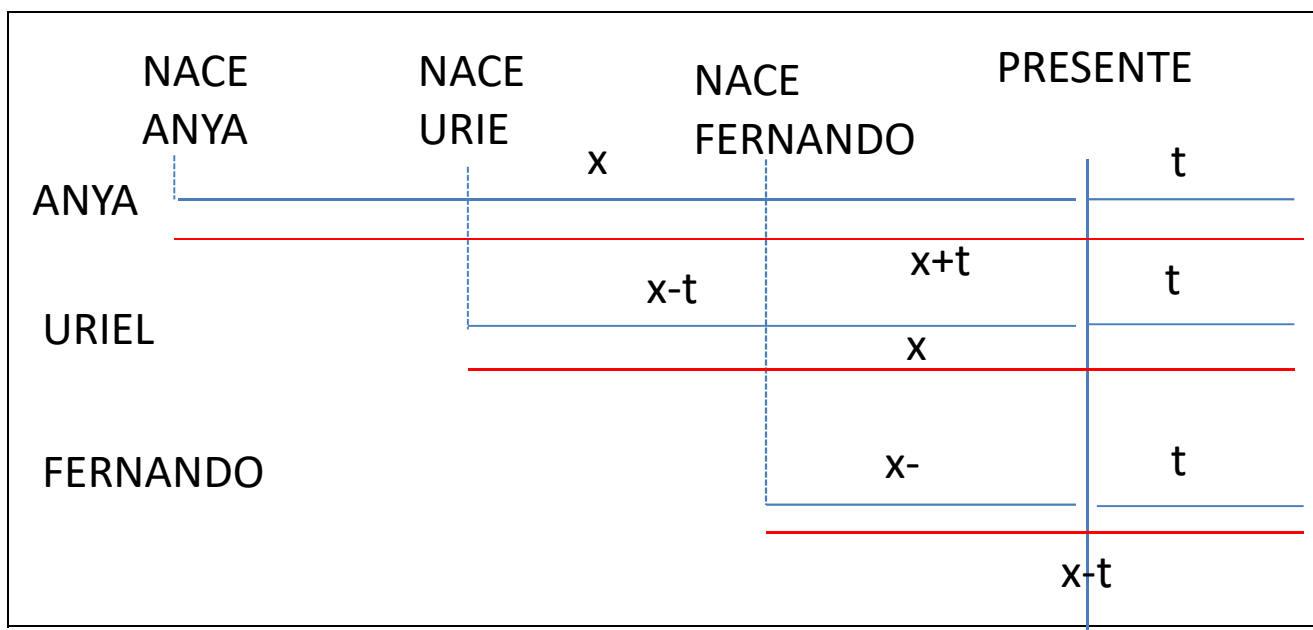 NACE
ANYA
NACE
URIE
NACE
FERNANDO
PRESENTE
ANYA
x
t
x+t
URIEL
x-t
t
x
FERNANDO
x-
t
x-t